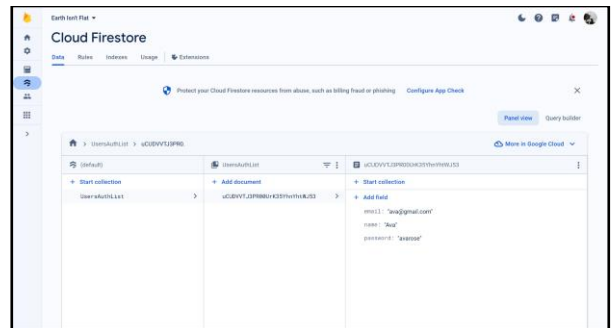 Earth Isn't Flat
Cloud Firestore
Data Rules Indexes Usage Extensions
Protect your Cloud Firestore resources from abuse, such as billing fraud or phishing Configure App Check
Panel view Query builder
UsersAuthList uCUDVVTJ3PRG
More in Google Cloud
(default) UsersAuthList
+ Start collection + Add document + Start collection
UsersAuthList + Add field
email: "ava@gmail.com"
name: "Ava"
password: "avarose"